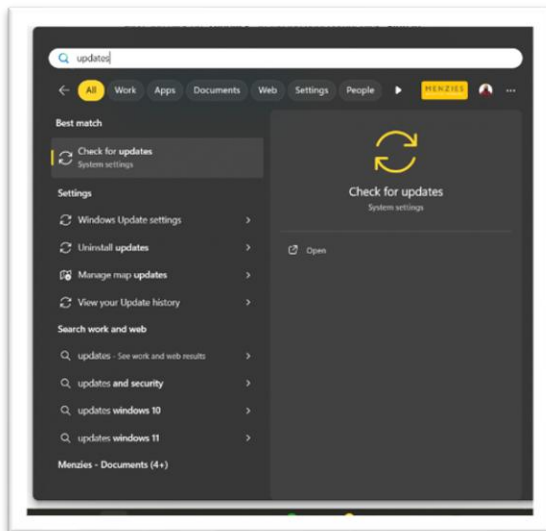 updates
All Work Apps Documents Web Settings People MENZIES ...
Best match
Check for updates
System settings
Settings
Windows Update settings
Uninstall updates
Manage map updates
View your Update history
Search work and web
updates - See work and web results
updates and security
updates windows 10
updates windows 11
Menzies - Documents (4+)
Check for updates
System settings
Open